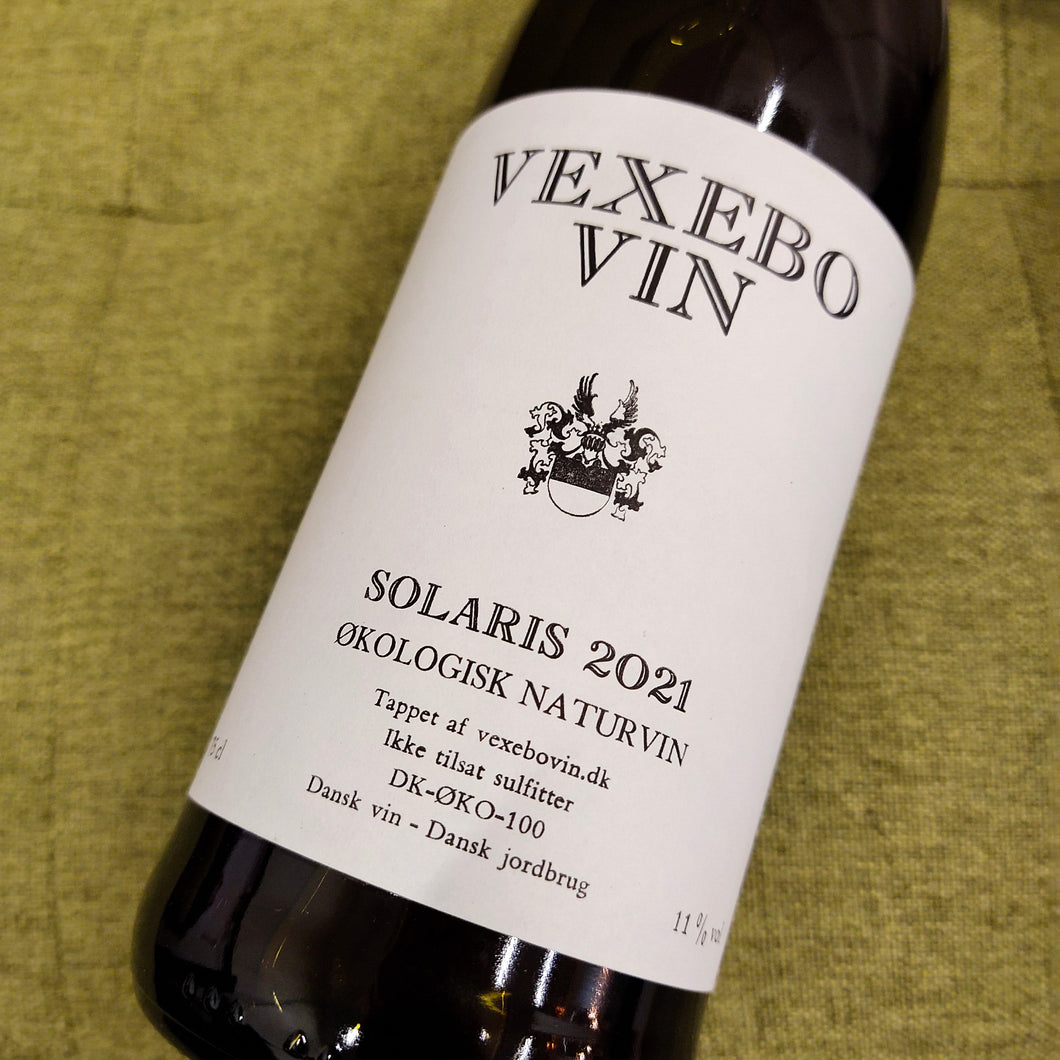 VEXEBO
VIN
SOLARIS 2021
ØKOLOGISK NATURVIN
Tappet af vexebovin.dk
Ikke tilsat sulfitter
DK-ØKO-100
Dansk vin - Dansk jordbrug
cl
11 % vol